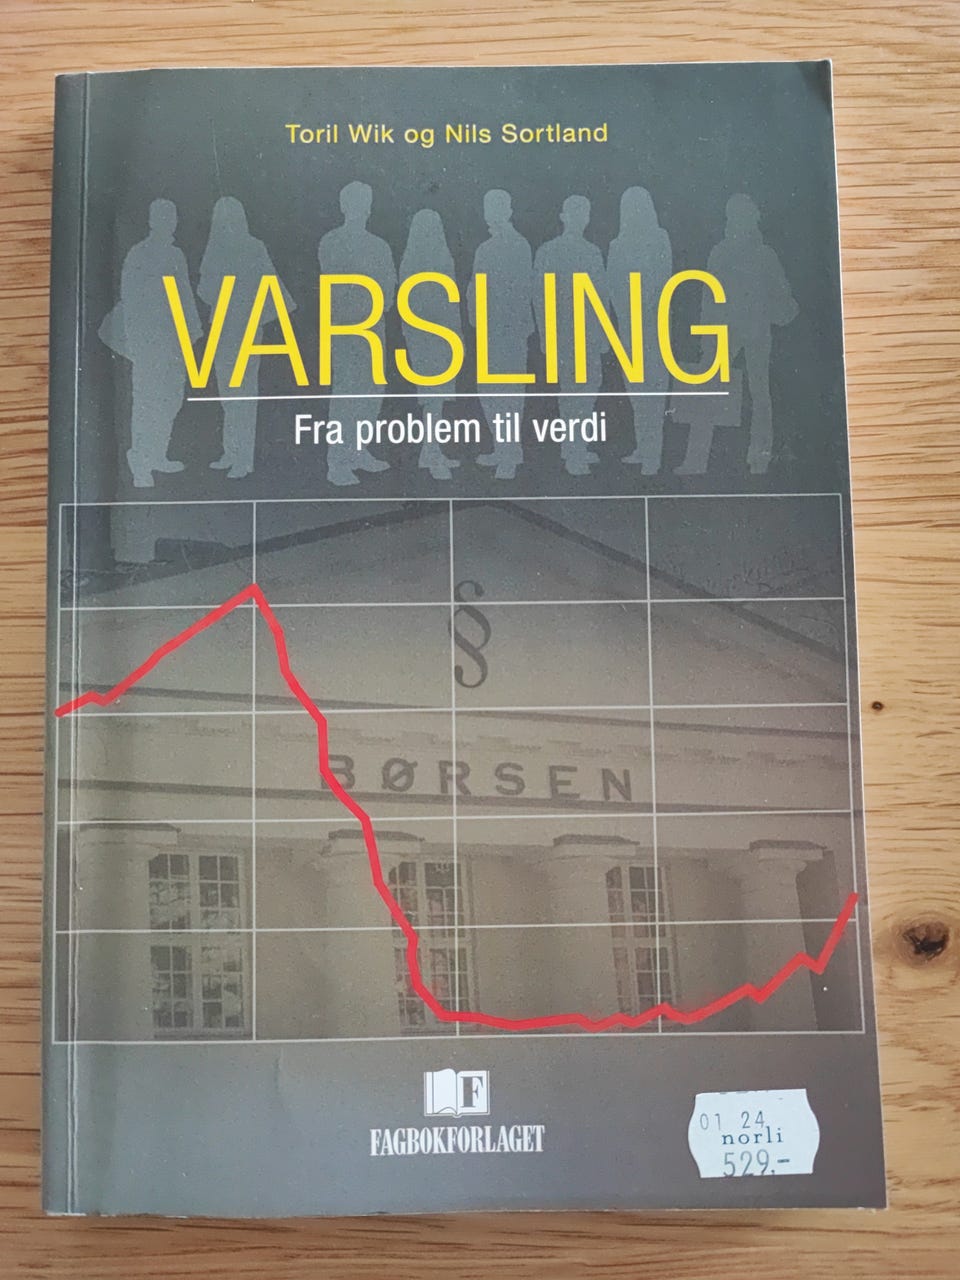 Toril Wik og Nils Sortland
VARSLING
Fra problem til verdi
§
BØRSEN
F
FAGBOKFORLAGET
01 24
norli
529,-